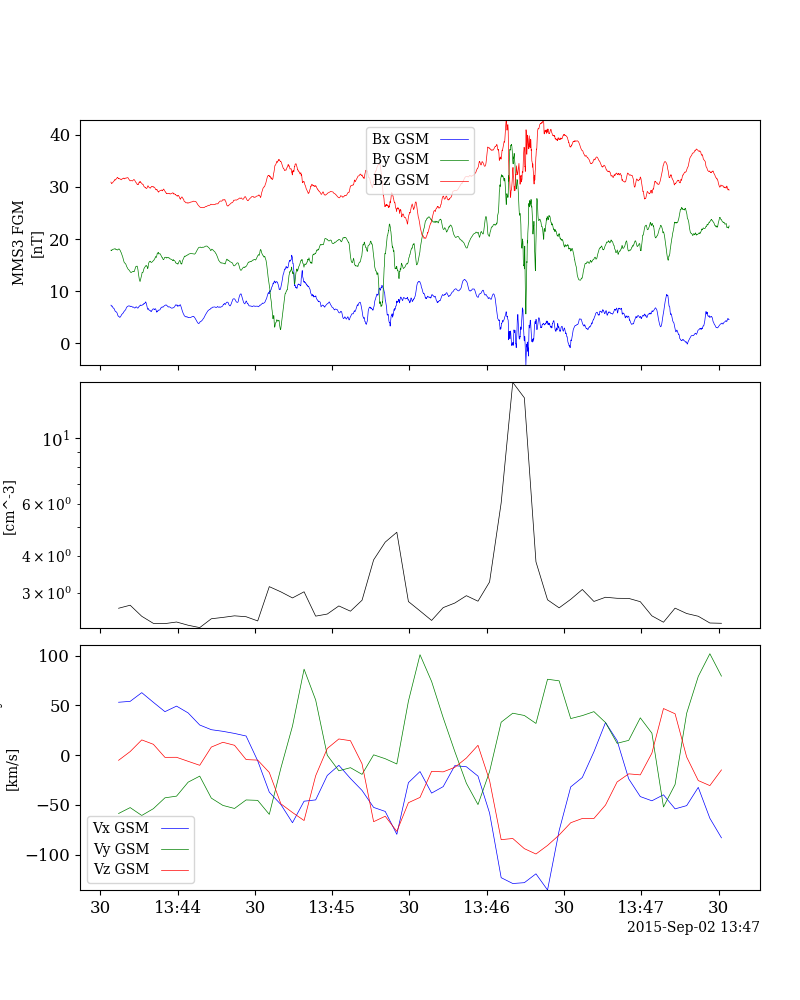 40
30
20
10
0
MMS3 FGM
[nT]
Bx GSM
By GSM
Bz GSM
10¹
6 × 10⁰
4 × 10⁰
3 × 10⁰
[cm^-3]
100
50
0
−50
−100
[km/s]
Vx GSM
Vy GSM
Vz GSM
30 13:44 30 13:45 30 13:46 30 13:47 30
2015-Sep-02 13:47